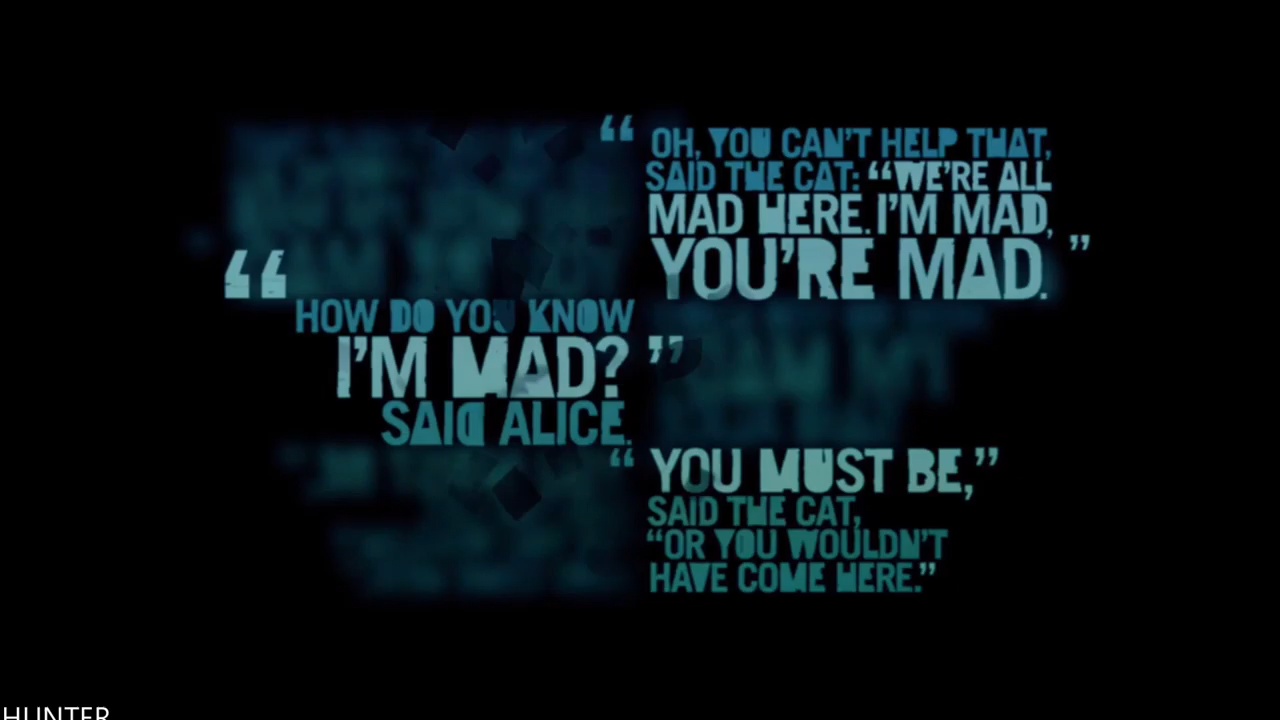 “ OH, YOU CAN’T HELP THAT,
SAID THE CAT: “WE’RE ALL
MAD HERE. I’M MAD,
YOU’RE MAD. ”
“ HOW DO YOU KNOW
I’M MAD? ”
SAID ALICE.
“ YOU MUST BE,”
SAID THE CAT,
“OR YOU WOULDN’T
HAVE COME HERE.”
HUNTER